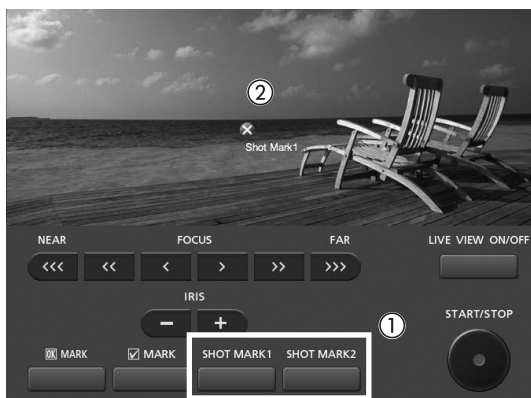 ②
Shot Mark1
NEAR FOCUS FAR LIVE VIEW ON/OFF
<<< << < > >> >>>
IRIS
− +
① START/STOP
OK MARK ☑ MARK SHOT MARK1 SHOT MARK2